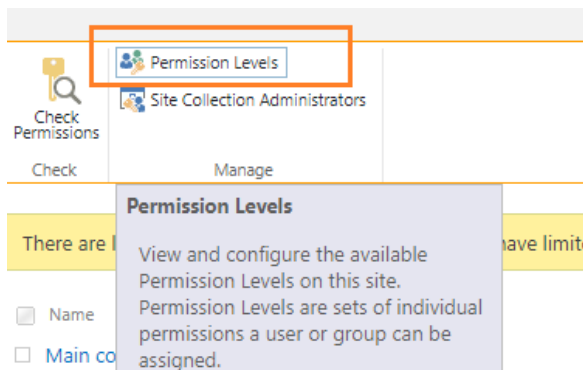 Permission Levels
Site Collection Administrators
Check
Permissions
Check
Manage
Permission Levels
There are
have limit
View and configure the available
Permission Levels on this site.
Permission Levels are sets of individual
permissions a user or group can be
assigned.
Name
Main co